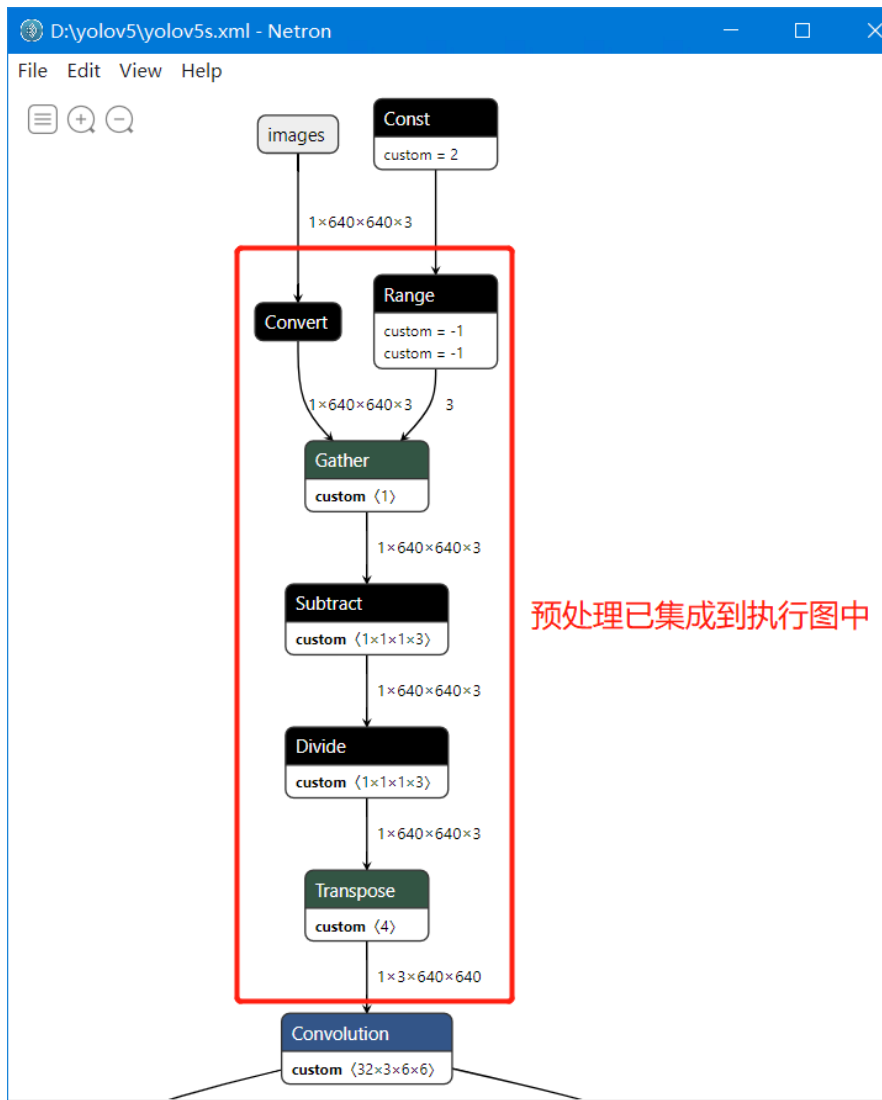 D:\yolov5\yolov5s.xml - Netron
File Edit View Help
images
Const
custom = 2
1×640×640×3
Convert
Range
custom = -1
custom = -1
1×640×640×3
3
Gather
custom 〈1〉
1×640×640×3
Subtract
custom 〈1×1×1×3〉
预处理已集成到执行图中
1×640×640×3
Divide
custom 〈1×1×1×3〉
1×640×640×3
Transpose
custom 〈4〉
1×3×640×640
Convolution
custom 〈32×3×6×6〉